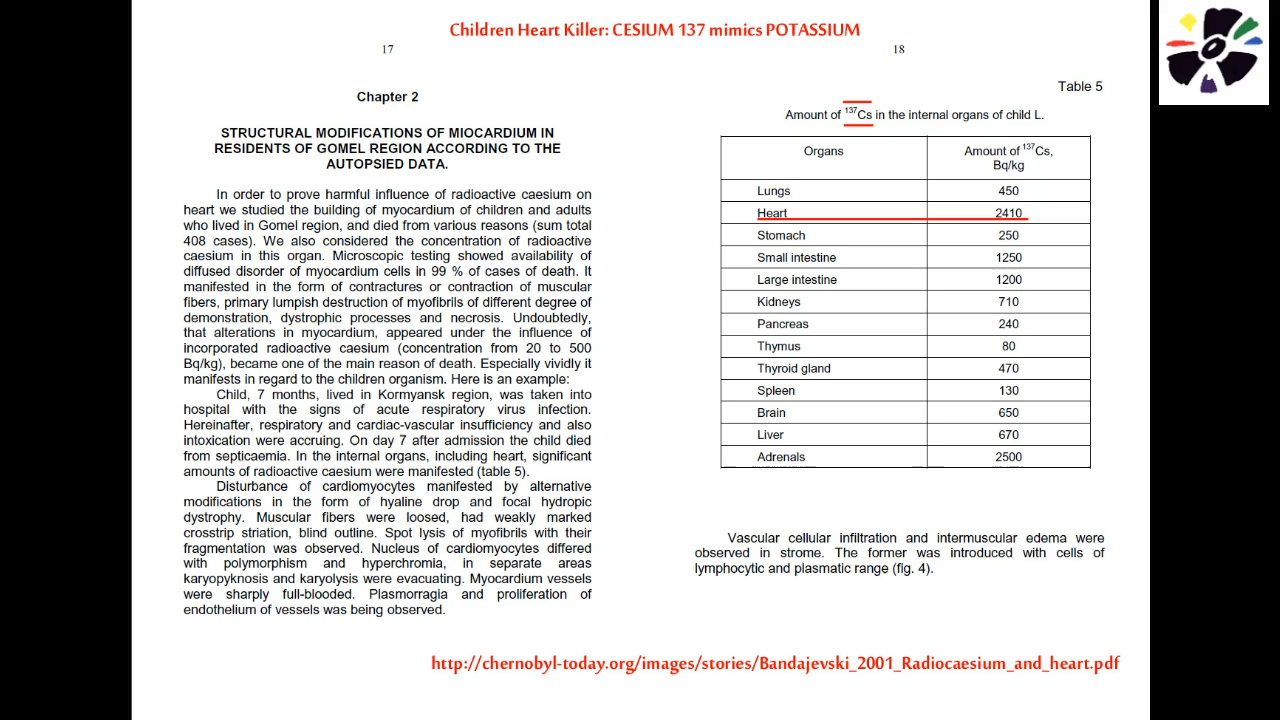 Children Heart Killer: CESIUM 137 mimics POTASSIUM
17
Chapter 2
STRUCTURAL MODIFICATIONS OF MIOCARDIUM IN
RESIDENTS OF GOMEL REGION ACCORDING TO THE
AUTOPSIED DATA.
In order to prove harmful influence of radioactive caesium on
heart we studied the building of myocardium of children and adults
who lived in Gomel region, and died from various reasons (sum total
408 cases). We also considered the concentration of radioactive
caesium in this organ. Microscopic testing showed availability of
diffused disorder of myocardium cells in 99 % of cases of death. It
manifested in the form of contractures or contraction of muscular
fibers, primary lumpish destruction of myofibrils of different degree of
demonstration, dystrophic processes and necrosis. Undoubtedly,
that alterations in myocardium, appeared under the influence of
incorporated radioactive caesium (concentration from 20 to 500
Bq/kg), became one of the main reason of death. Especially vividly it
manifests in regard to the children organism. Here is an example:
Child, 7 months, lived in Kormyansk region, was taken into
hospital with the signs of acute respiratory virus infection.
Hereinafter, respiratory and cardiac-vascular insufficiency and also
intoxication were accruing. On day 7 after admission the child died
from septicaemia. In the internal organs, including heart, significant
amounts of radioactive caesium were manifested (table 5).
Disturbance of cardiomyocytes manifested by alternative
modifications in the form of hyaline drop and focal hydropic
dystrophy. Muscular fibers were loosed, had weakly marked
crosstrip striation, blind outline. Spot lysis of myofibrils with their
fragmentation was observed. Nucleus of cardiomyocytes differed
with polymorphism and hyperchromia, in separate areas
karyopyknosis and karyolysis were evacuating. Myocardium vessels
were sharply full-blooded. Plasmorragia and proliferation of
endothelium of vessels was being observed.
18
Table 5
Amount of ¹³⁷Cs in the internal organs of child L.
Organs Amount of ¹³⁷Cs,
Bq/kg
Lungs 450
Heart 2410
Stomach 250
Small intestine 1250
Large intestine 1200
Kidneys 710
Pancreas 240
Thymus 80
Thyroid gland 470
Spleen 130
Brain 650
Liver 670
Adrenals 2500
Vascular cellular infiltration and intermuscular edema were
observed in strome. The former was introduced with cells of
lymphocytic and plasmatic range (fig. 4).
http://chernobyl-today.org/images/stories/Bandajevski_2001_Radiocaesium_and_heart.pdf